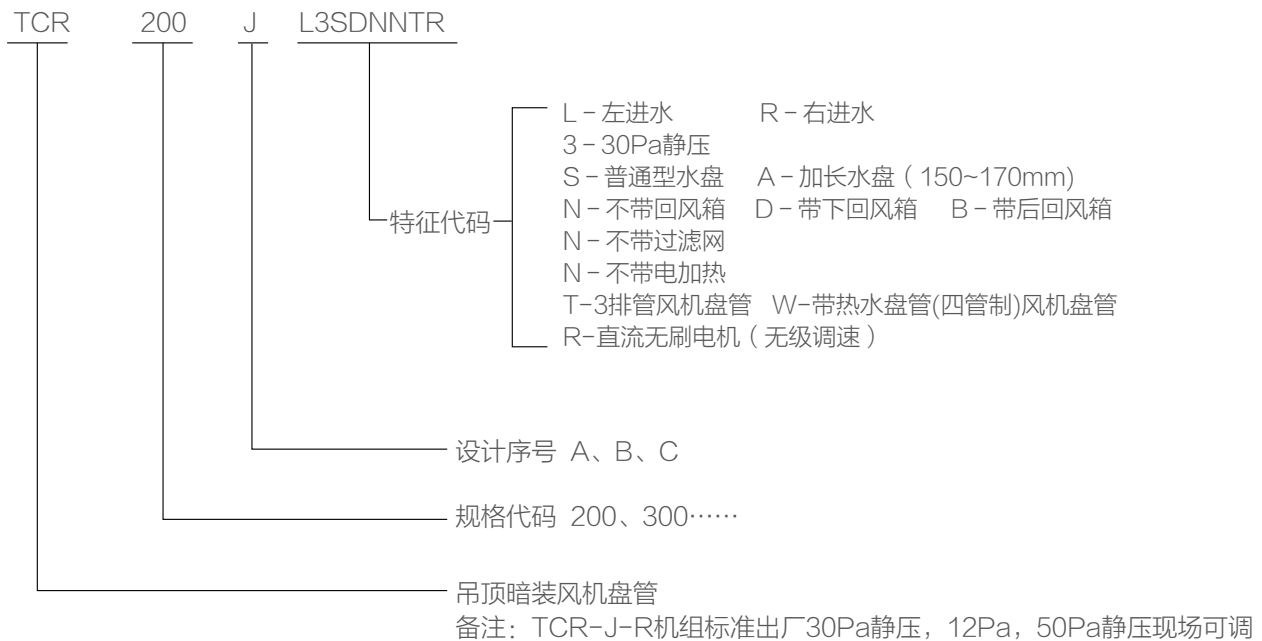 TCR 200 J L3SDNNTR
L－左进水 R－右进水
3－30Pa静压
S－普通型水盘 A－加长水盘（150~170mm)
特征代码
N－不带回风箱 D－带下回风箱 B－带后回风箱
N－不带过滤网
N－不带电加热
T-3排管风机盘管 W-带热水盘管(四管制)风机盘管
R-直流无刷电机（无级调速）
设计序号 A、B、C
规格代码 200、300……
吊顶暗装风机盘管
备注：TCR-J-R机组标准出厂30Pa静压，12Pa，50Pa静压现场可调